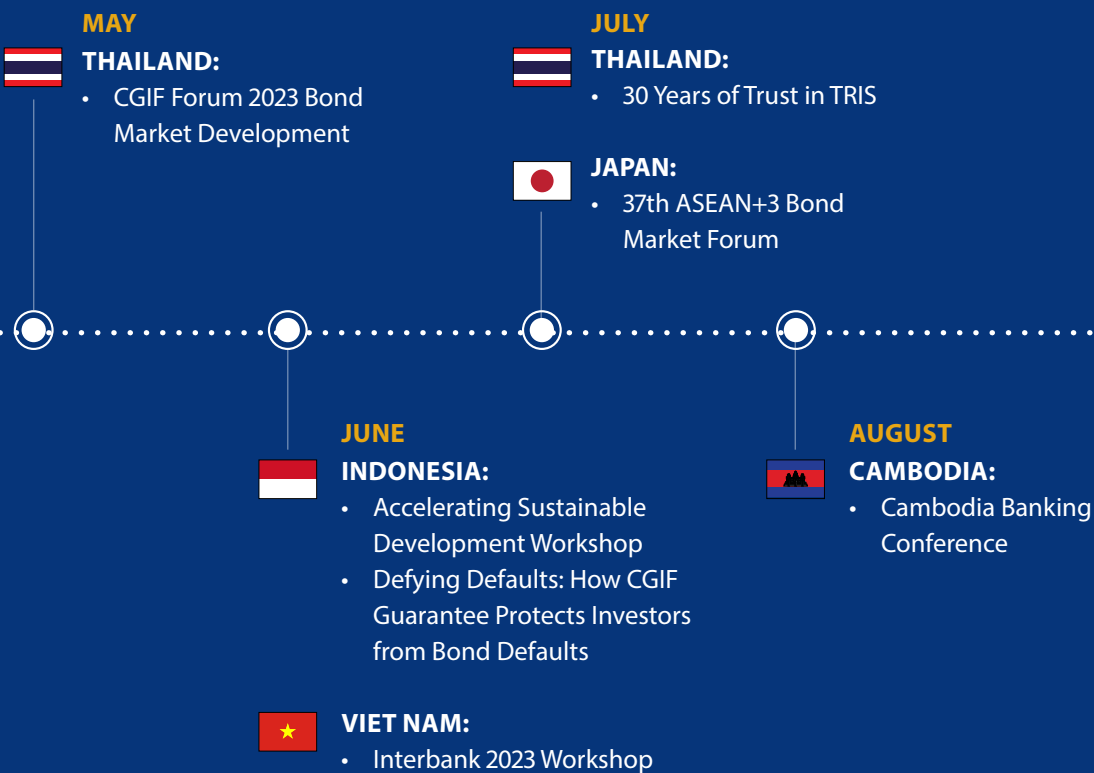 MAY
THAILAND:
• CGIF Forum 2023 Bond
Market Development
JUNE
INDONESIA:
• Accelerating Sustainable
Development Workshop
• Defying Defaults: How CGIF
Guarantee Protects Investors
from Bond Defaults
VIET NAM:
• Interbank 2023 Workshop
JULY
THAILAND:
• 30 Years of Trust in TRIS
JAPAN:
• 37th ASEAN+3 Bond
Market Forum
AUGUST
CAMBODIA:
• Cambodia Banking
Conference